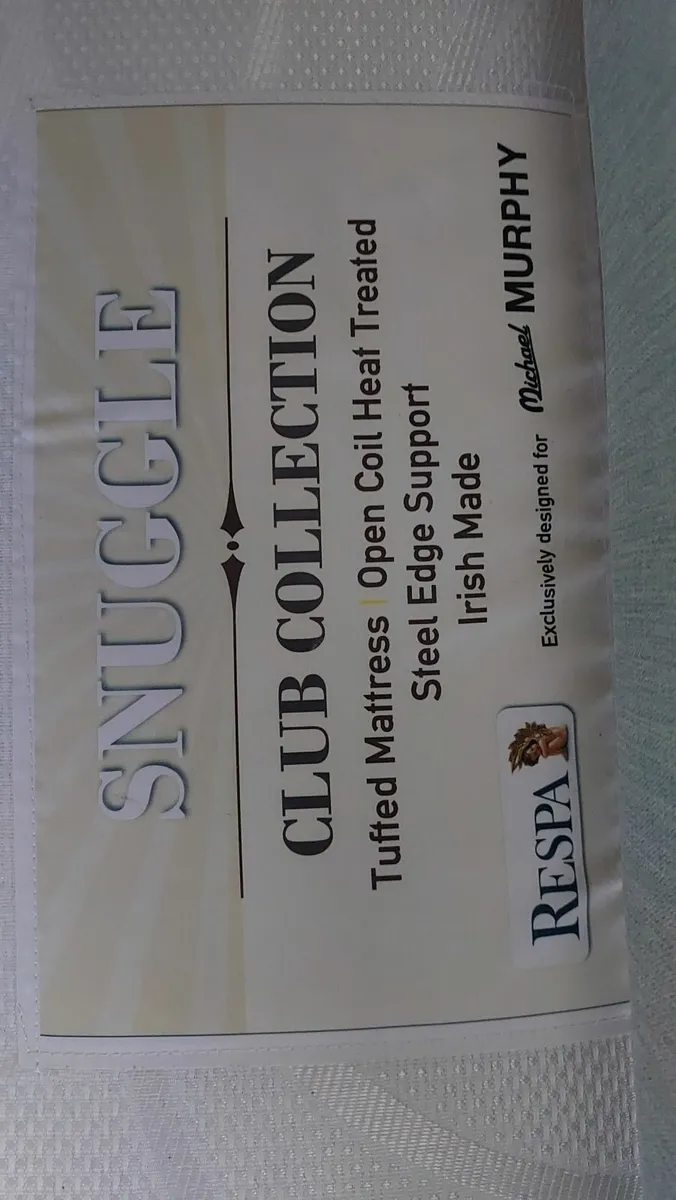 SNUGGLE
CLUB COLLECTION
Tufted Mattress | Open Coil Heat Treated
Steel Edge Support
Irish Made
Exclusively designed for Michael MURPHY
RESPA